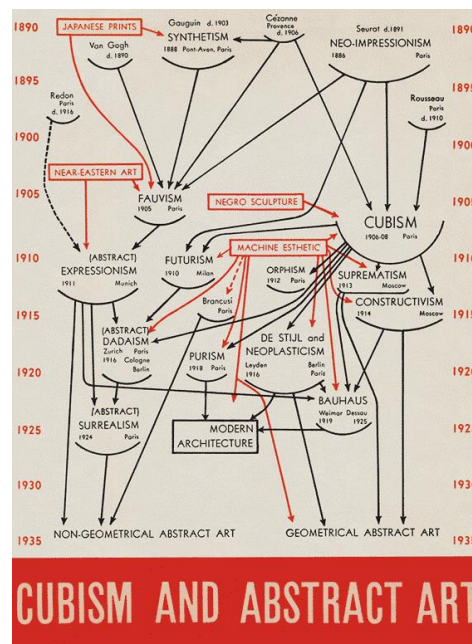 1890
JAPANESE PRINTS
Gauguin d. 1903
SYNTHETISM
1888 Pont-Aven, Paris
Cézanne
Provence
d. 1906
Seurat d.1891
NEO-IMPRESSIONISM
1886 Paris
1890
Van Gogh
d. 1890
1895
1895
Redon
Paris
d. 1916
Rousseau
Paris
d. 1910
1900
1900
NEAR-EASTERN ART
1905
FAUVISM
1905 Paris
NEGRO SCULPTURE
CUBISM
1906-08 Paris
1905
1910
(ABSTRACT)
EXPRESSIONISM
1911 Munich
FUTURISM
1910 Milan
MACHINE ESTHETIC
ORPHISM
1912 Paris
SUPREMATISM
1913 Moscow
1910
Brancusi
Paris
CONSTRUCTIVISM
1914 Moscow
1915
(ABSTRACT)
DADAISM
Zurich Paris
1916 Cologne
Berlin
PURISM
1918 Paris
DE STIJL and
NEOPLASTICISM
Leyden Berlin
1916 Paris
1915
1920
BAUHAUS
Weimar Dessau
1919 1925
1920
(ABSTRACT)
SURREALISM
1924 Paris
MODERN
ARCHITECTURE
1925
1925
1930
1930
1935
NON-GEOMETRICAL ABSTRACT ART
GEOMETRICAL ABSTRACT ART
1935
CUBISM AND ABSTRACT ART